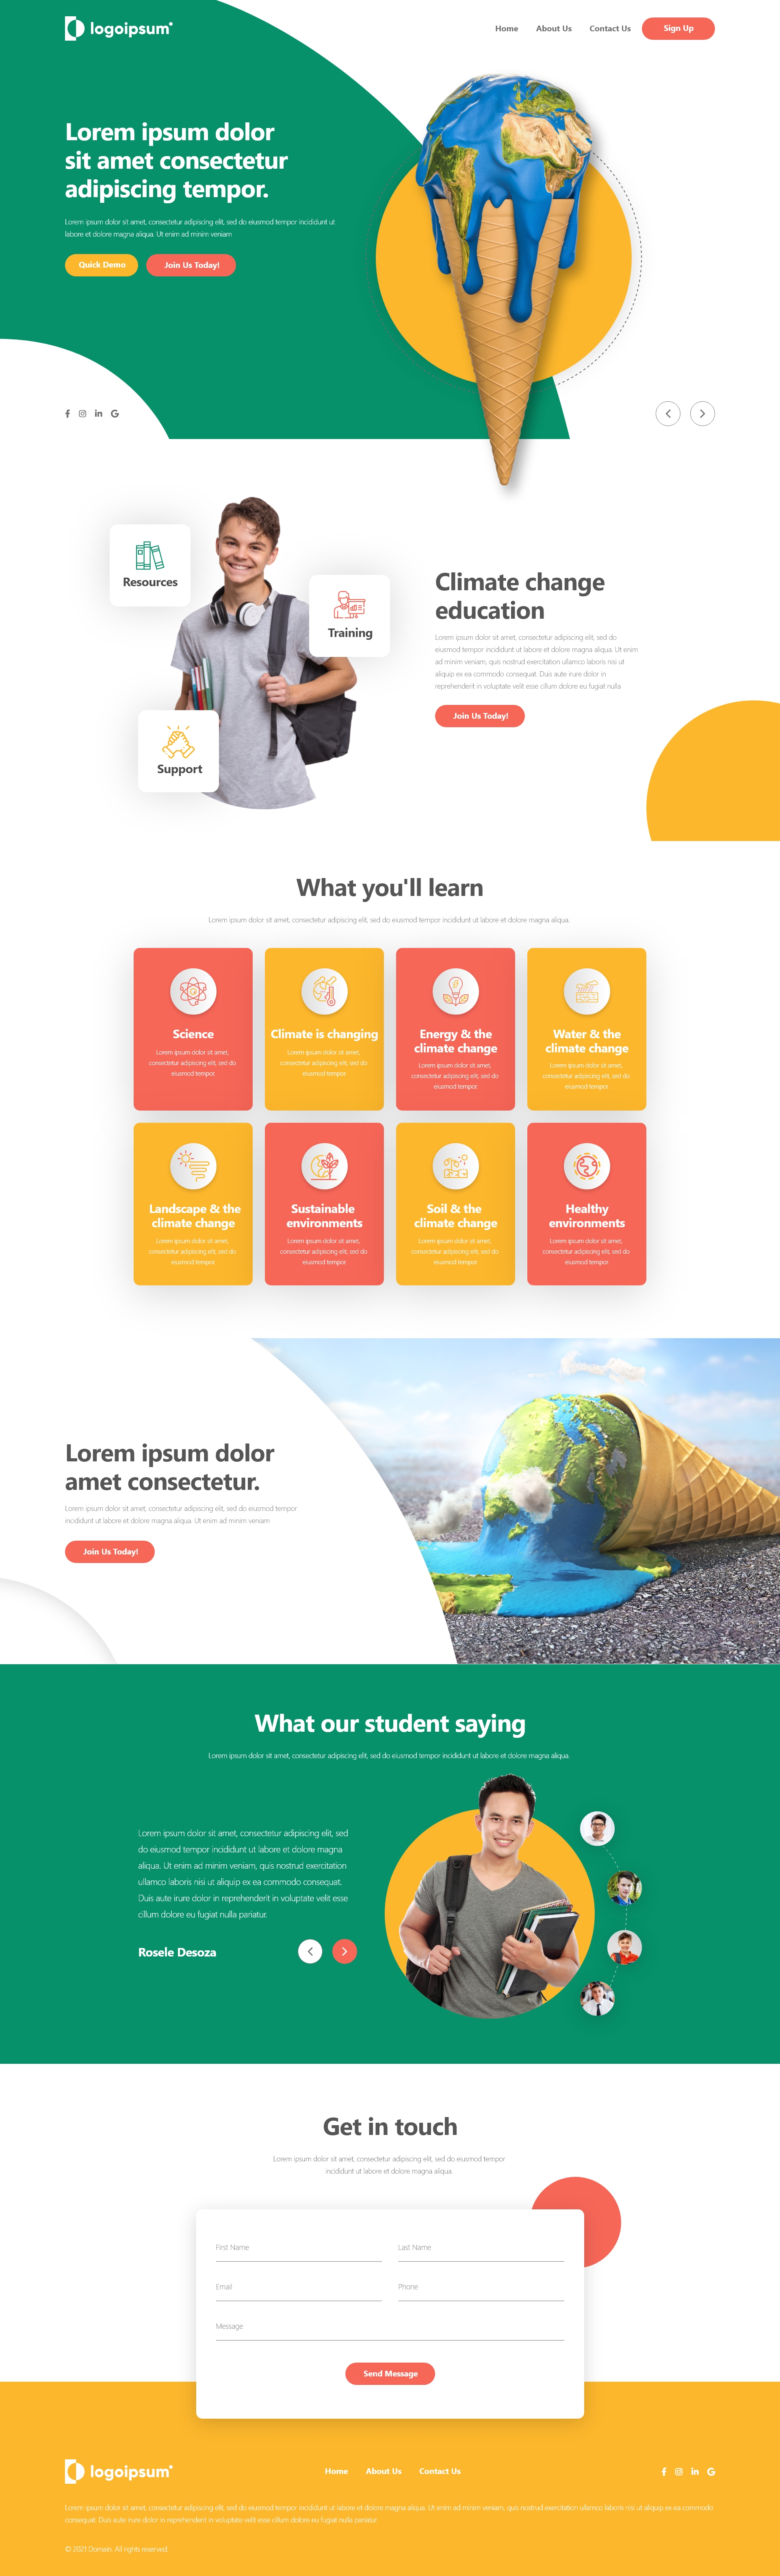 logoipsum
Home About Us Contact Us Sign Up
Lorem ipsum dolor
sit amet consectetur
adipiscing tempor.
Lorem ipsum dolor sit amet, consectetur adipiscing elit, sed do eiusmod tempor incididunt ut
labore et dolore magna aliqua. Ut enim ad minim veniam
Quick Demo Join Us Today!
Resources
Training
Support
Climate change
education
Lorem ipsum dolor sit amet, consectetur adipiscing elit, sed do
eiusmod tempor incididunt ut labore et dolore magna aliqua. Ut enim
ad minim veniam, quis nostrud exercitation ullamco laboris nisi ut
aliquip ex ea commodo consequat. Duis aute irure dolor in
reprehenderit in voluptate velit esse cillum dolore eu fugiat nulla
Join Us Today!
What you'll learn
Lorem ipsum dolor sit amet, consectetur adipiscing elit, sed do eiusmod tempor incididunt ut labore et dolore magna aliqua.
Science
Lorem ipsum dolor sit amet,
consectetur adipiscing elit, sed do
eiusmod tempor.
Climate is changing
Lorem ipsum dolor sit amet,
consectetur adipiscing elit, sed do
eiusmod tempor.
Energy & the
climate change
Lorem ipsum dolor sit amet,
consectetur adipiscing elit, sed do
eiusmod tempor.
Water & the
climate change
Lorem ipsum dolor sit amet,
consectetur adipiscing elit, sed do
eiusmod tempor.
Landscape & the
climate change
Lorem ipsum dolor sit amet,
consectetur adipiscing elit, sed do
eiusmod tempor.
Sustainable
environments
Lorem ipsum dolor sit amet,
consectetur adipiscing elit, sed do
eiusmod tempor.
Soil & the
climate change
Lorem ipsum dolor sit amet,
consectetur adipiscing elit, sed do
eiusmod tempor.
Healthy
environments
Lorem ipsum dolor sit amet,
consectetur adipiscing elit, sed do
eiusmod tempor.
Lorem ipsum dolor
amet consectetur.
Lorem ipsum dolor sit amet, consectetur adipiscing elit, sed do eiusmod tempor
incididunt ut labore et dolore magna aliqua. Ut enim ad minim veniam
Join Us Today!
What our student saying
Lorem ipsum dolor sit amet, consectetur adipiscing elit, sed do eiusmod tempor incididunt ut labore et dolore magna aliqua.
Lorem ipsum dolor sit amet, consectetur adipiscing elit, sed
do eiusmod tempor incididunt ut labore et dolore magna
aliqua. Ut enim ad minim veniam, quis nostrud exercitation
ullamco laboris nisi ut aliquip ex ea commodo consequat.
Duis aute irure dolor in reprehenderit in voluptate velit esse
cillum dolore eu fugiat nulla pariatur.
Rosele Desoza
Get in touch
Lorem ipsum dolor sit amet, consectetur adipiscing elit, sed do eiusmod tempor
incididunt ut labore et dolore magna aliqua.
First Name Last Name
Email Phone
Message
Send Message
logoipsum
Home About Us Contact Us
Lorem ipsum dolor sit amet, consectetur adipiscing elit, sed do eiusmod tempor incididunt ut labore et dolore magna aliqua. Ut enim ad minim veniam, quis nostrud exercitation ullamco laboris nisi ut aliquip ex ea commodo
consequat. Duis aute irure dolor in reprehenderit in voluptate velit esse cillum dolore eu fugiat nulla pariatur.
© 2021 Domain. All rights reserved.